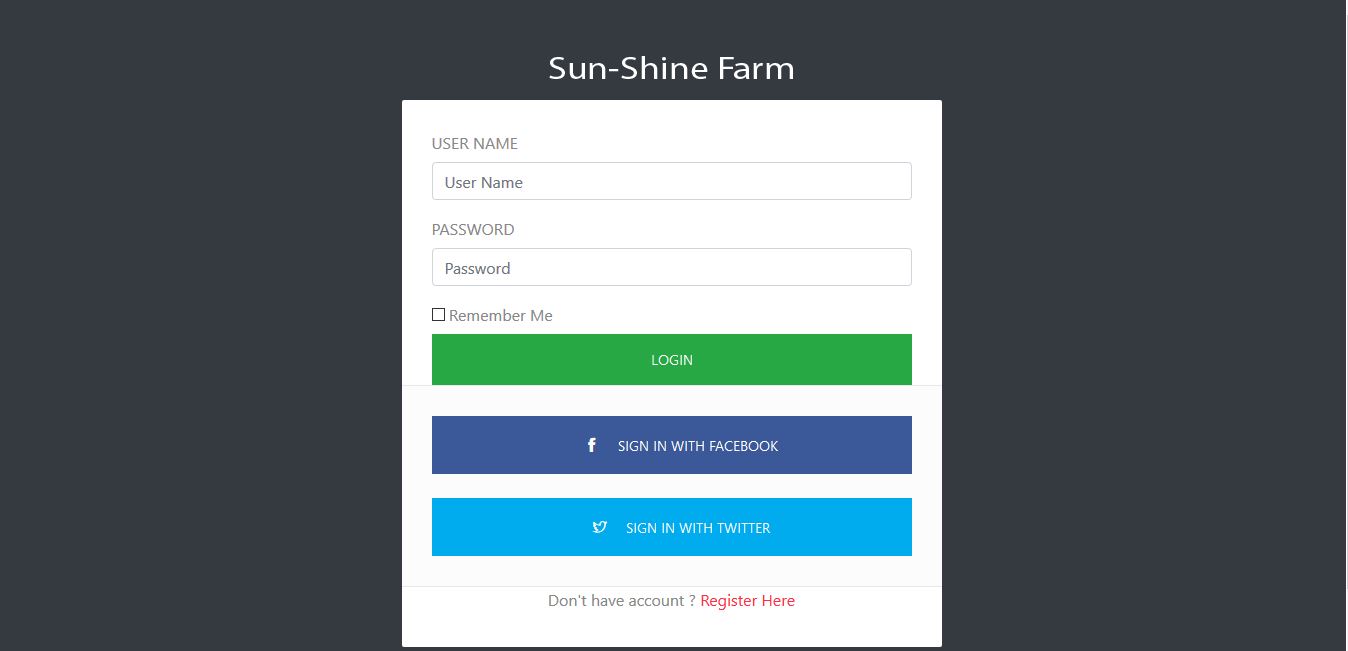 Sun-Shine Farm
USER NAME
User Name
PASSWORD
Password
Remember Me
LOGIN
SIGN IN WITH FACEBOOK
SIGN IN WITH TWITTER
Don't have account ? Register Here